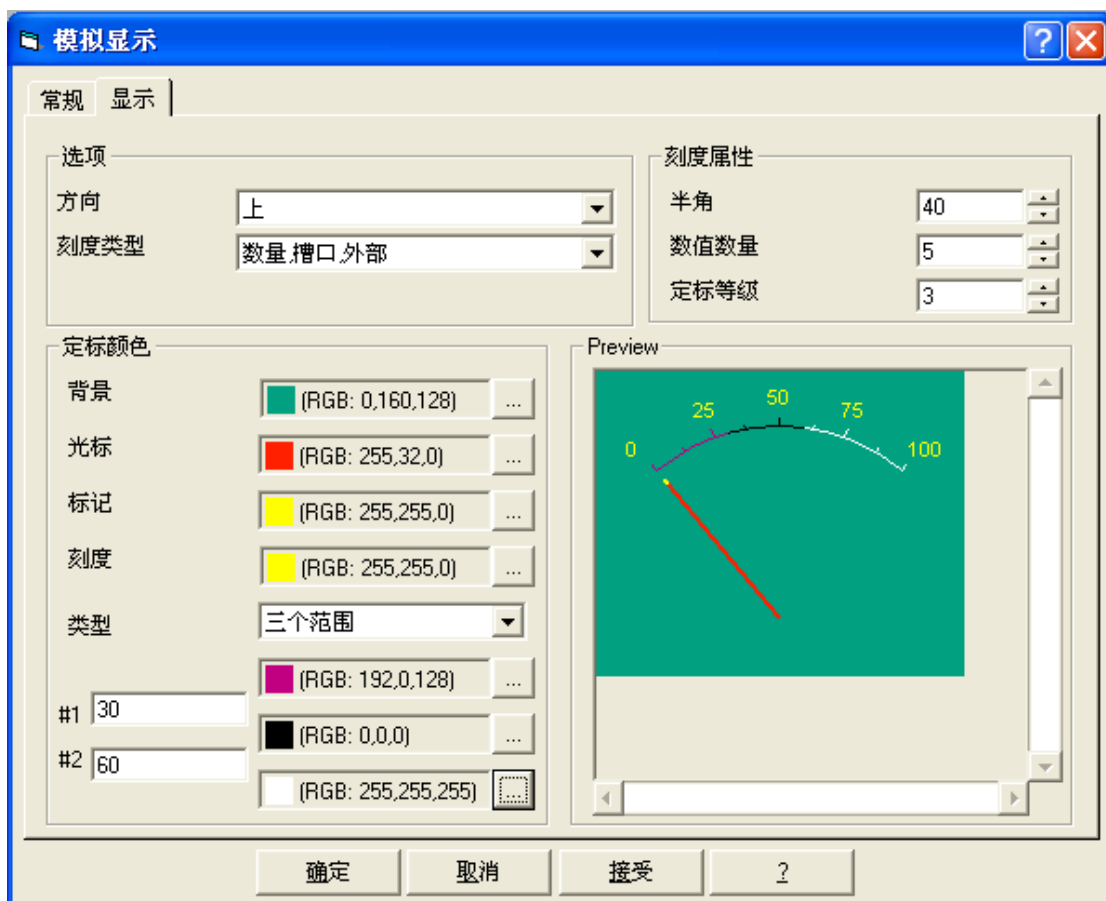 模拟显示
常规 显示
选项
方向 上
刻度类型 数量,槽口,外部
刻度属性
半角 40
数值数量 5
定标等级 3
定标颜色
背景 (RGB: 0,160,128) ...
光标 (RGB: 255,32,0) ...
标记 (RGB: 255,255,0) ...
刻度 (RGB: 255,255,0) ...
类型 三个范围
(RGB: 192,0,128) ...
#1 30
(RGB: 0,0,0) ...
#2 60
(RGB: 255,255,255) ...
Preview
0 25 50 75 100
确定 取消 接受 ?